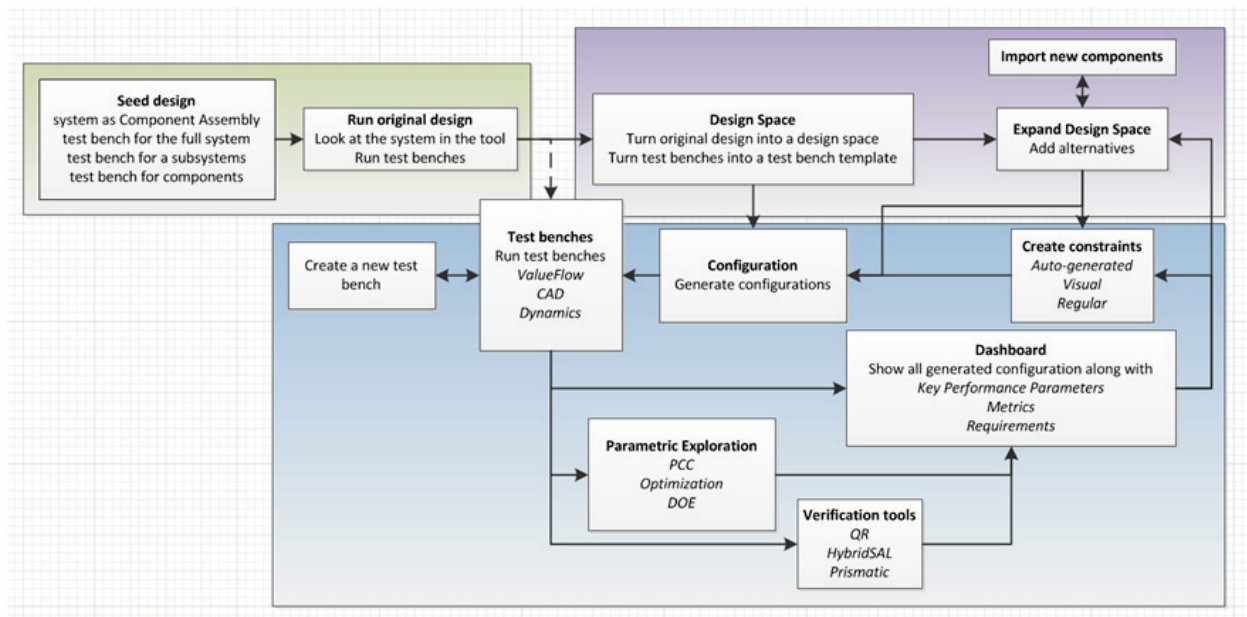 Import new components
Seed design
system as Component Assembly
test bench for the full system
test bench for a subsystems
test bench for components
Run original design
Look at the system in the tool
Run test benches
Design Space
Turn original design into a design space
Turn test benches into a test bench template
Expand Design Space
Add alternatives
Create a new test
bench
Test benches
Run test benches
ValueFlow
CAD
Dynamics
Configuration
Generate configurations
Create constraints
Auto-generated
Visual
Regular
Dashboard
Show all generated configuration along with
Key Performance Parameters
Metrics
Requirements
Parametric Exploration
PCC
Optimization
DOE
Verification tools
QR
HybridSAL
Prismatic